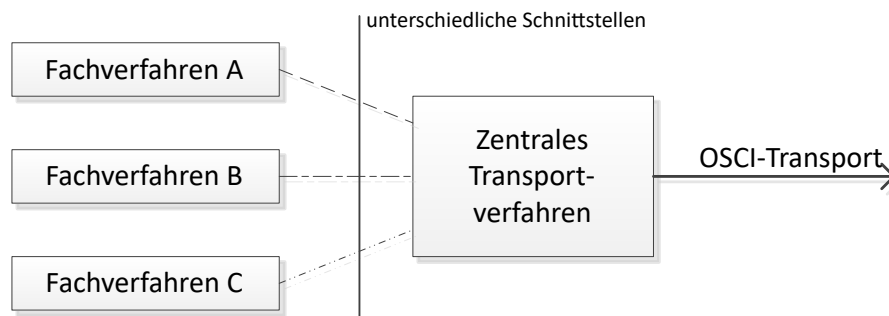 unterschiedliche Schnittstellen
Fachverfahren A
Fachverfahren B
Fachverfahren C
Zentrales
Transport-
verfahren
OSCI-Transport